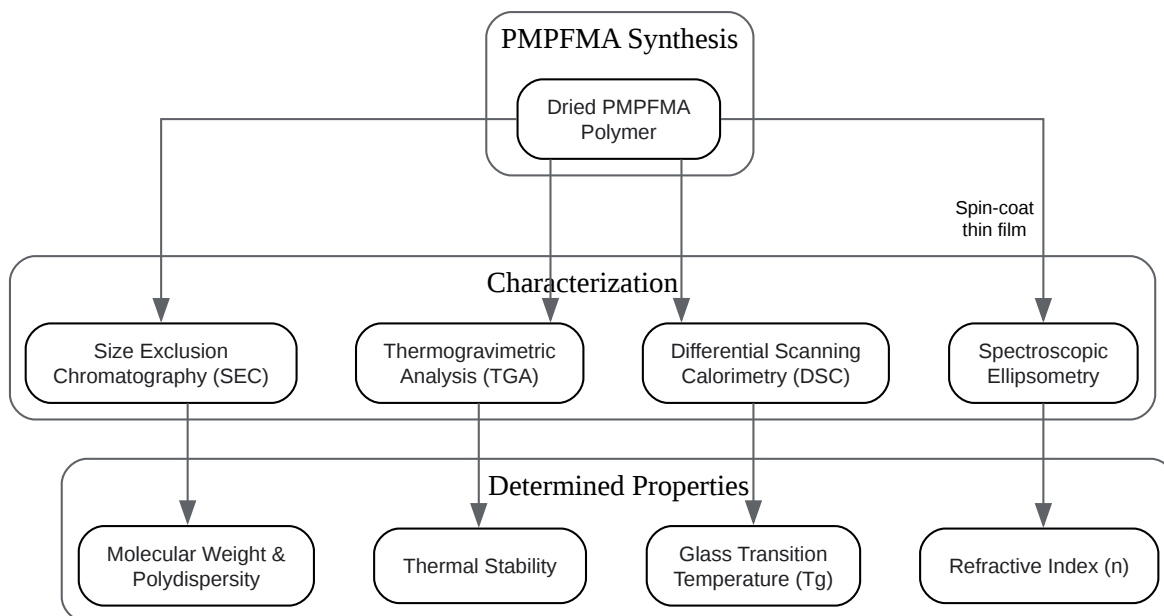 PMPFMA Synthesis
Dried PMPFMA
Polymer
Spin-coat
thin film
Characterization
Size Exclusion
Chromatography (SEC)
Thermogravimetric
Analysis (TGA)
Differential Scanning
Calorimetry (DSC)
Spectroscopic
Ellipsometry
Determined Properties
Molecular Weight &
Polydispersity
Thermal Stability
Glass Transition
Temperature (Tg)
Refractive Index (n)